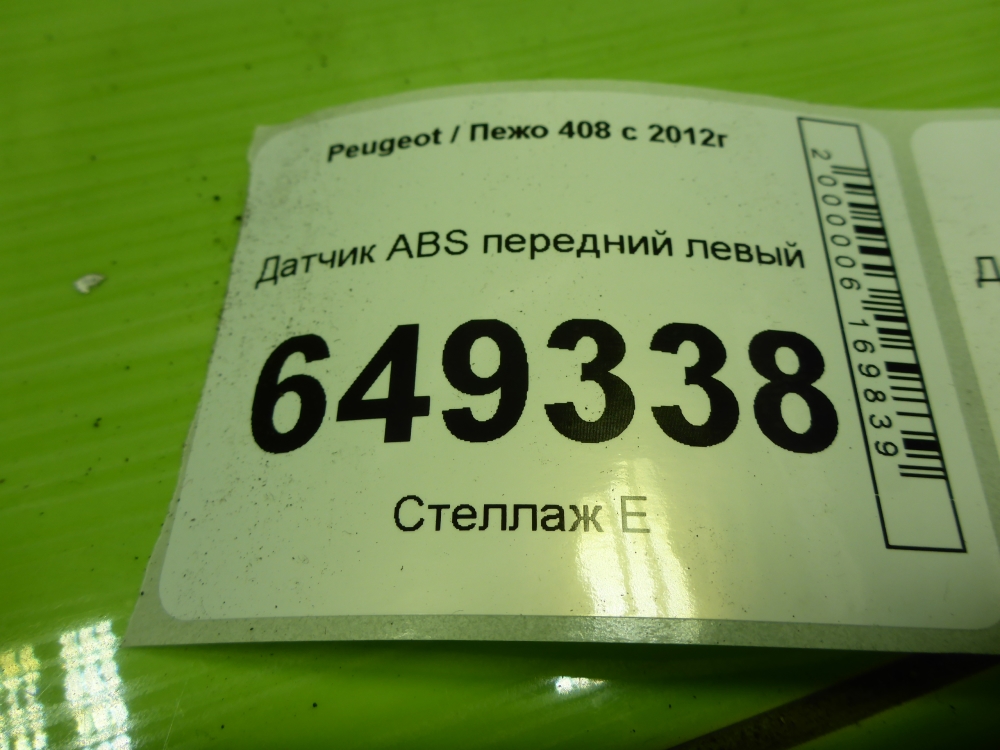 Peugeot / Пежо 408 с 2012г
Датчик ABS передний левый
649338
Стеллаж E
2000006169839
Д